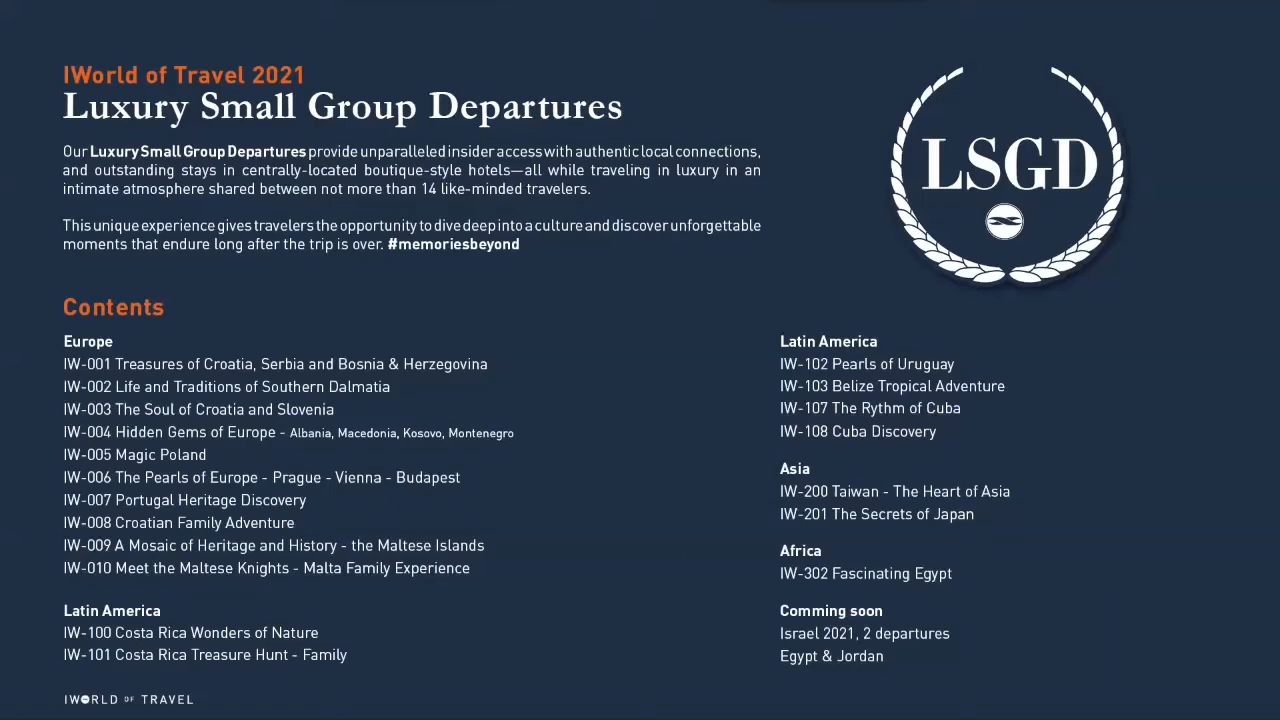 IWorld of Travel 2021
Luxury Small Group Departures
Our Luxury Small Group Departures provide unparalleled insider access with authentic local connections,
and outstanding stays in centrally-located boutique-style hotels—all while traveling in luxury in an
intimate atmosphere shared between not more than 14 like-minded travelers.
This unique experience gives travelers the opportunity to dive deep into a culture and discover unforgettable
moments that endure long after the trip is over. #memoriesbeyond
LSGD
Contents
Europe
IW-001 Treasures of Croatia, Serbia and Bosnia & Herzegovina
IW-002 Life and Traditions of Southern Dalmatia
IW-003 The Soul of Croatia and Slovenia
IW-004 Hidden Gems of Europe - Albania, Macedonia, Kosovo, Montenegro
IW-005 Magic Poland
IW-006 The Pearls of Europe - Prague - Vienna - Budapest
IW-007 Portugal Heritage Discovery
IW-008 Croatian Family Adventure
IW-009 A Mosaic of Heritage and History - the Maltese Islands
IW-010 Meet the Maltese Knights - Malta Family Experience
Latin America
IW-100 Costa Rica Wonders of Nature
IW-101 Costa Rica Treasure Hunt - Family
Latin America
IW-102 Pearls of Uruguay
IW-103 Belize Tropical Adventure
IW-107 The Rythm of Cuba
IW-108 Cuba Discovery
Asia
IW-200 Taiwan - The Heart of Asia
IW-201 The Secrets of Japan
Africa
IW-302 Fascinating Egypt
Comming soon
Israel 2021, 2 departures
Egypt & Jordan
IWORLD OF TRAVEL